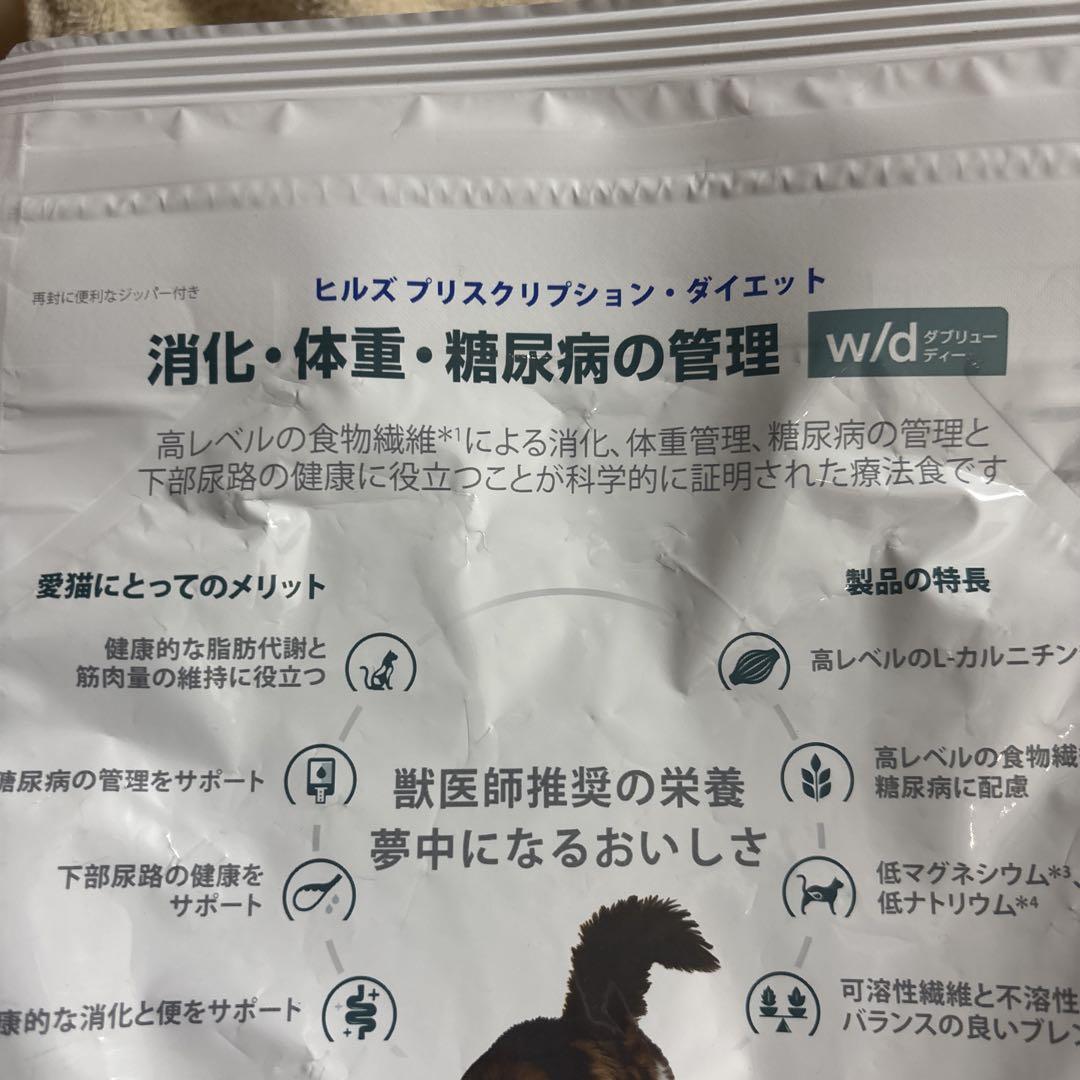 再封に便利なジッパー付き
ヒルズ プリスクリプション・ダイエット
消化・体重・糖尿病の管理
w/d ダブリュー
ディー
高レベルの食物繊維*1による消化、体重管理、糖尿病の管理と
下部尿路の健康に役立つことが科学的に証明された療法食です
愛猫にとってのメリット
健康的な脂肪代謝と
筋肉量の維持に役立つ
糖尿病の管理をサポート
下部尿路の健康を
サポート
康的な消化と便をサポート
獣医師推奨の栄養
夢中になるおいしさ
製品の特長
高レベルのL-カルニチン
高レベルの食物繊
糖尿病に配慮
低マグネシウム*3、
低ナトリウム*4
可溶性繊維と不溶性
バランスの良いブレン